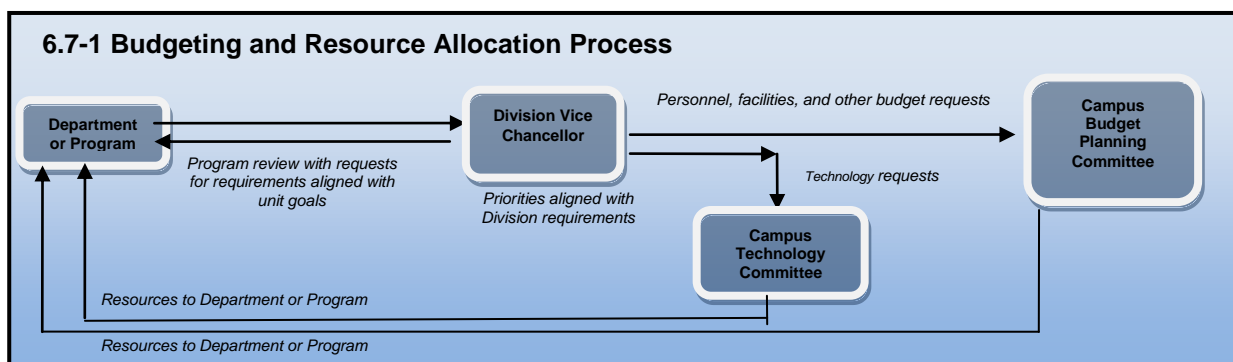 6.7-1 Budgeting and Resource Allocation Process
Department
or Program
Division Vice
Chancellor
Personnel, facilities, and other budget requests
Campus
Budget
Planning
Committee
Program review with requests
for requirements aligned with
unit goals
Priorities aligned with
Division requirements
Technology requests
Campus
Technology
Committee
Resources to Department or Program
Resources to Department or Program